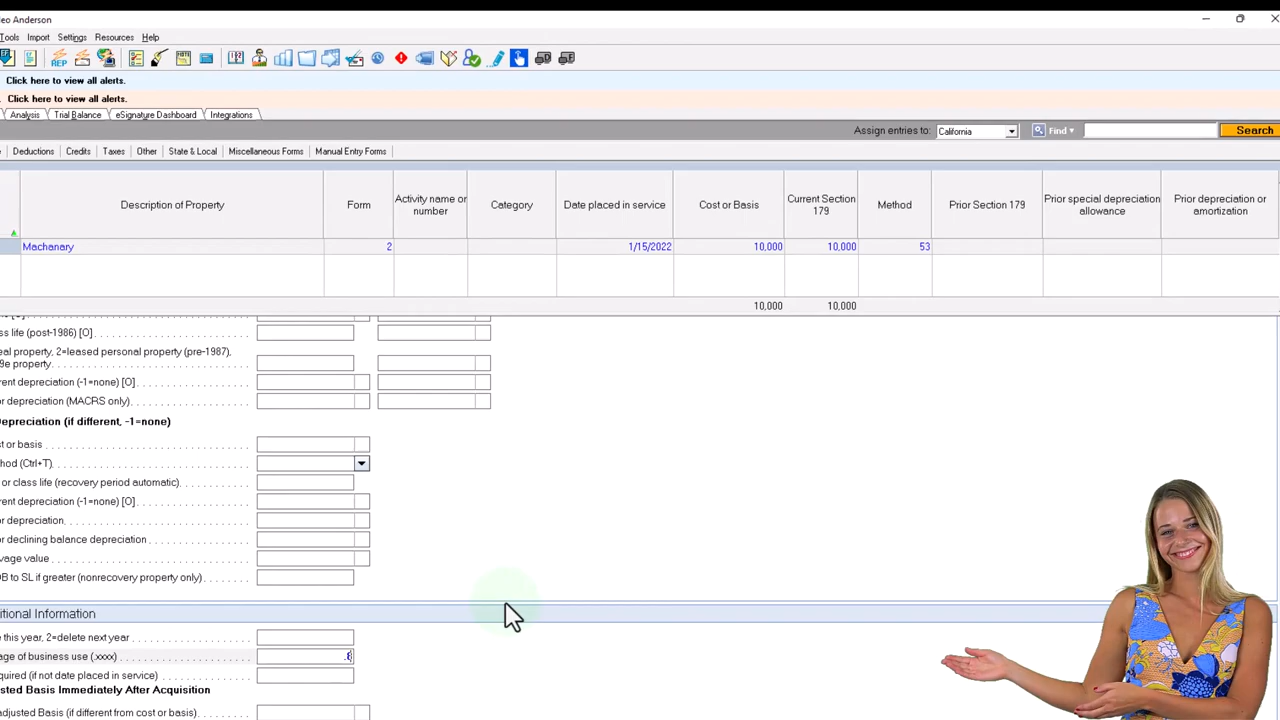 eo Anderson
Tools Import Settings Resources Help
REP
Click here to view all alerts.
Click here to view all alerts.
Analysis Trial Balance eSignature Dashboard Integrations
Assign entries to: California Find Search
Deductions Credits Taxes Other State & Local Miscellaneous Forms Manual Entry Forms
Description of Property Form Activity name or number Category Date placed in service Cost or Basis Current Section 179 Method Prior Section 179 Prior special depreciation allowance Prior depreciation or amortization
Machanary 2 1/15/2022 10,000 10,000 53
10,000 10,000
ss life (post-1986) [O]
eal property, 2=leased personal property (pre-1987),
9e property
rent depreciation (-1=none) [O]
or depreciation (MACRS only)
Depreciation (if different, -1=none)
st or basis
hod (Ctrl+T)
or class life (recovery period automatic)
rent depreciation (-1=none) [O]
or depreciation
or declining balance depreciation
vage value
DB to SL if greater (nonrecovery property only)
itional Information
e this year, 2=delete next year
age of business use (.xxxx)
quired (if not date placed in service)
sted Basis Immediately After Acquisition
adjusted Basis (if different from cost or basis)